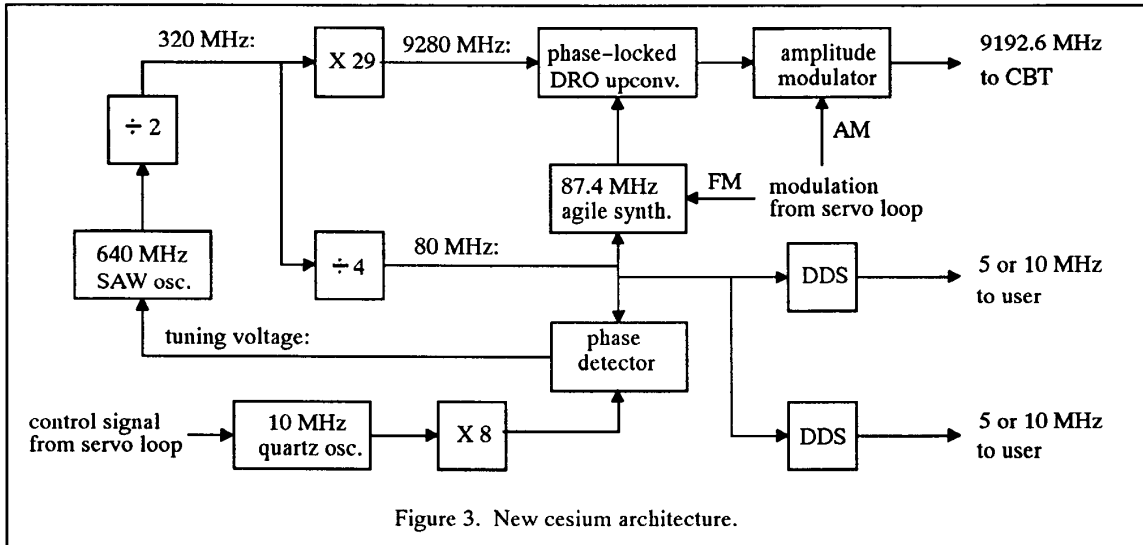 320 MHz:
X 29
9280 MHz:
phase-locked
DRO upconv.
amplitude
modulator
9192.6 MHz
to CBT
÷ 2
AM
87.4 MHz
agile synth.
FM
modulation
from servo loop
640 MHz
SAW osc.
÷ 4
80 MHz:
DDS
5 or 10 MHz
to user
tuning voltage:
phase
detector
control signal
from servo loop
10 MHz
quartz osc.
X 8
DDS
5 or 10 MHz
to user
Figure 3. New cesium architecture.